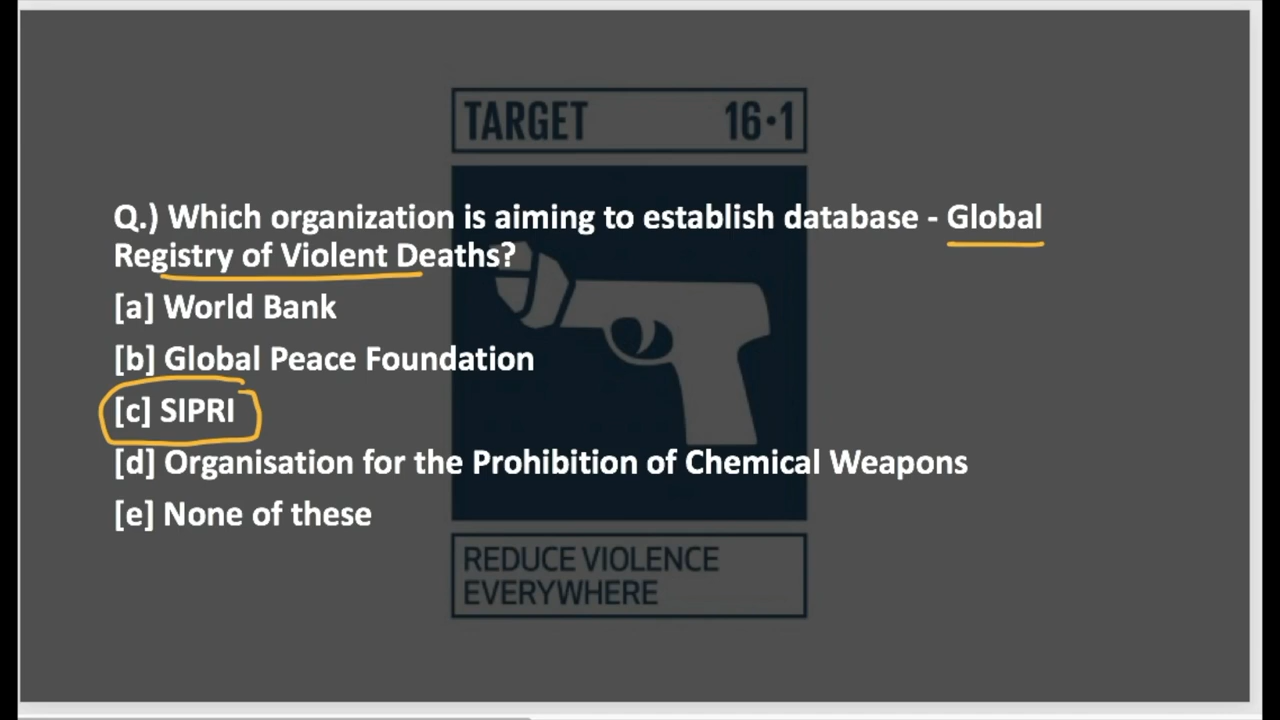 TARGET 16.1
Q.) Which organization is aiming to establish database - Global
Registry of Violent Deaths?
[a] World Bank
[b] Global Peace Foundation
[c] SIPRI
[d] Organisation for the Prohibition of Chemical Weapons
[e] None of these
REDUCE VIOLENCE
EVERYWHERE